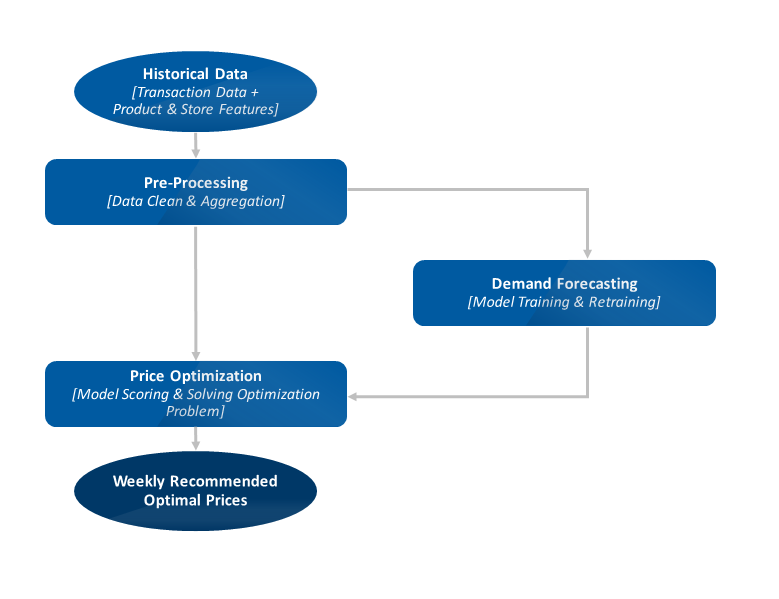 Historical Data
[Transaction Data +
Product & Store Features]
Pre-Processing
[Data Clean & Aggregation]
Demand Forecasting
[Model Training & Retraining]
Price Optimization
[Model Scoring & Solving Optimization
Problem]
Weekly Recommended
Optimal Prices